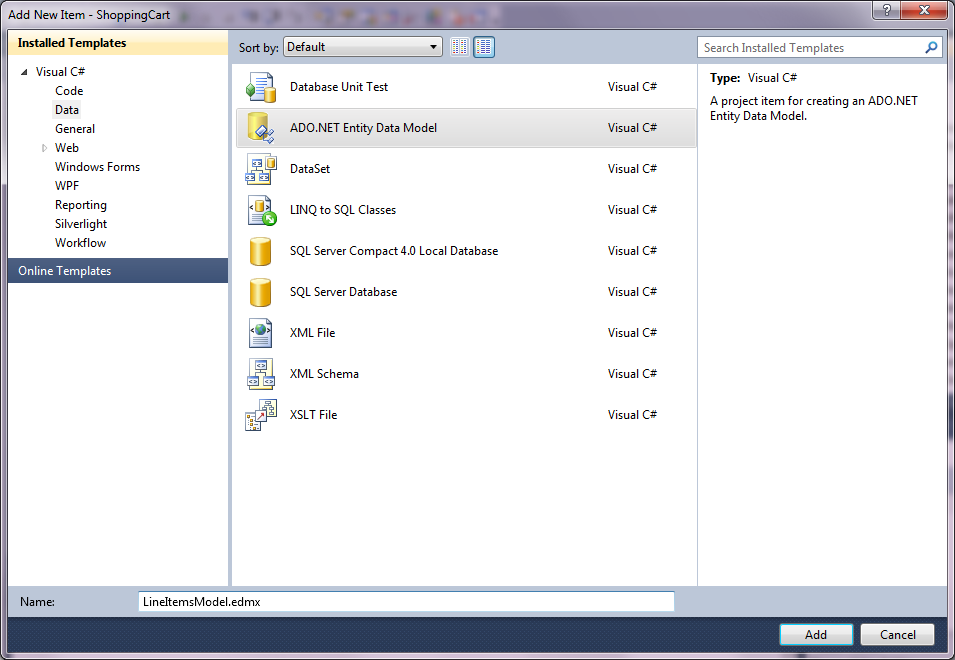 Add New Item - ShoppingCart
?
Installed Templates
Visual C#
Code
Data
General
Web
Windows Forms
WPF
Reporting
Silverlight
Workflow
Online Templates
Sort by: Default
Database Unit Test Visual C#
ADO.NET Entity Data Model Visual C#
DataSet Visual C#
LINQ to SQL Classes Visual C#
SQL Server Compact 4.0 Local Database Visual C#
SQL Server Database Visual C#
XML File Visual C#
XML Schema Visual C#
XSLT File Visual C#
Search Installed Templates
Type: Visual C#
A project item for creating an ADO.NET
Entity Data Model.
Name: LineItemsModel.edmx
Add Cancel